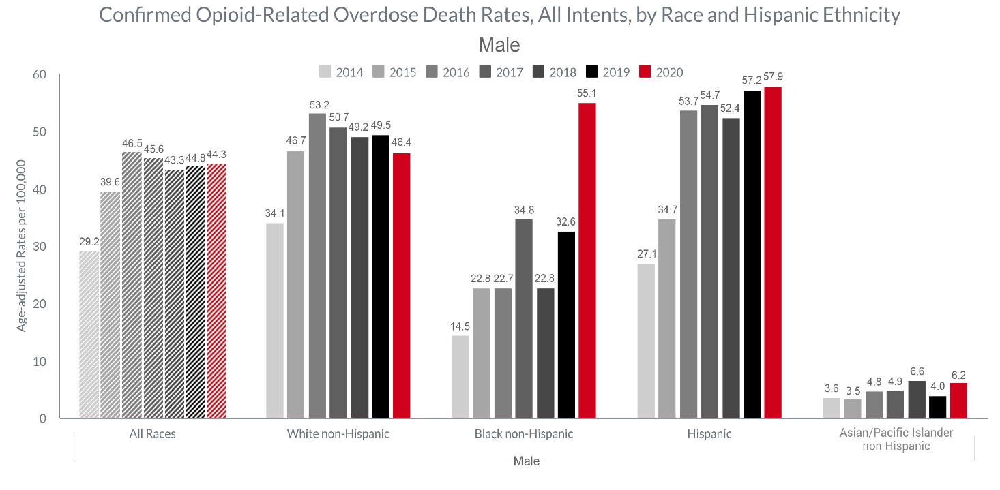 Confirmed Opioid-Related Overdose Death Rates, All Intents, by Race and Hispanic Ethnicity
Male
2014 2015 2016 2017 2018 2019 2020
Age-adjusted Rates per 100,000
60
50
40
30
20
10
0
29.2 39.6 46.5 45.6 43.3 44.8 44.3
34.1 46.7 53.2 50.7 49.2 49.5 46.4
14.5 22.8 22.7 34.8 22.8 32.6 55.1
27.1 34.7 53.7 54.7 52.4 57.2 57.9
3.6 3.5 4.8 4.9 6.6 4.0 6.2
All Races
White non-Hispanic
Black non-Hispanic
Hispanic
Asian/Pacific Islander
non-Hispanic
Male